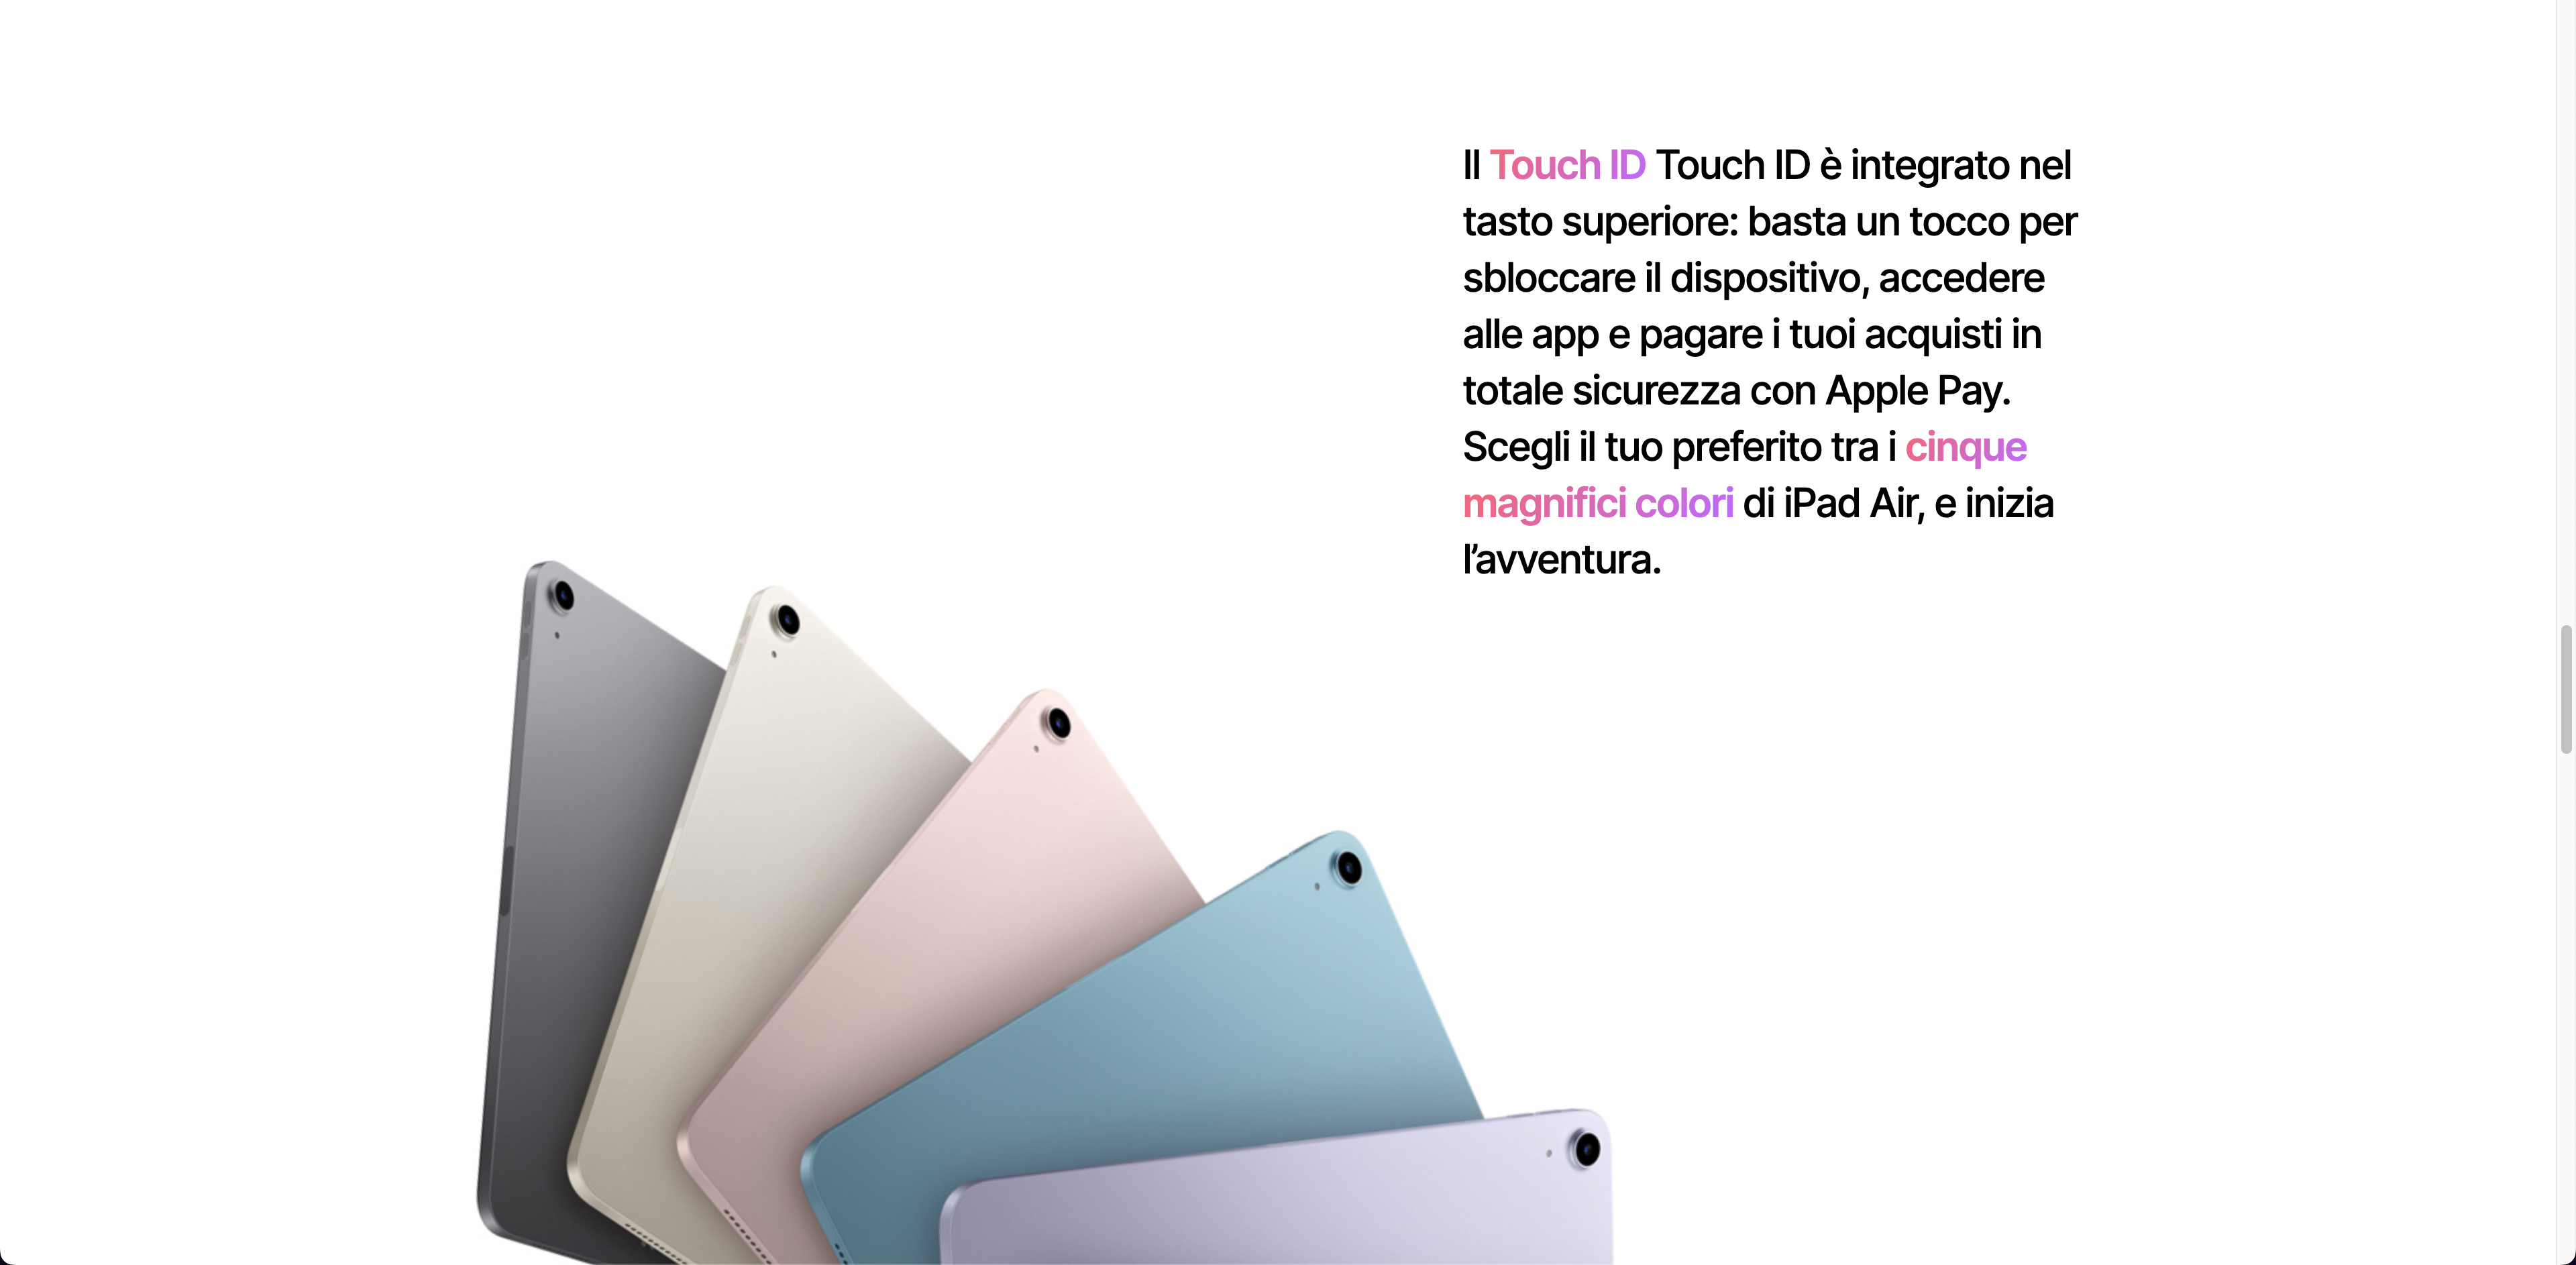 Il Touch ID Touch ID è integrato nel
tasto superiore: basta un tocco per
sbloccare il dispositivo, accedere
alle app e pagare i tuoi acquisti in
totale sicurezza con Apple Pay.
Scegli il tuo preferito tra i cinque
magnifici colori di iPad Air, e inizia
l’avventura.